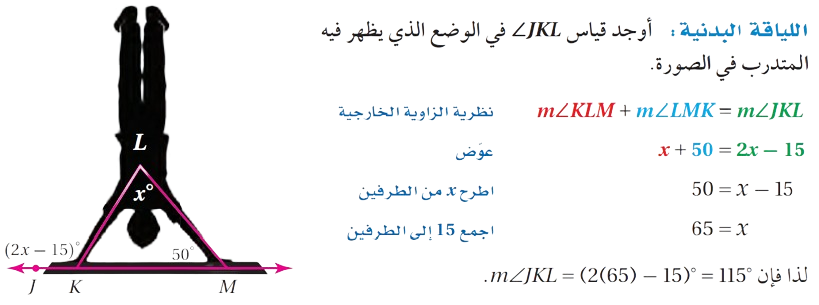 اللياقة البدنية: أوجد قياس JKL∠ في الوضع الذي يظهر فيه
المتدرب في الصورة.
m∠KLM + m∠LMK = m∠JKL نظرية الزاوية الخارجية
x + 50 = 2x − 15 عوّض
50 = x − 15 اطرح x من الطرفين
65 = x اجمع 15 إلى الطرفين
لذا فإن m∠JKL = (2(65) − 15)° = 115°.
L
x°
(2x − 15)°
50°
J K M